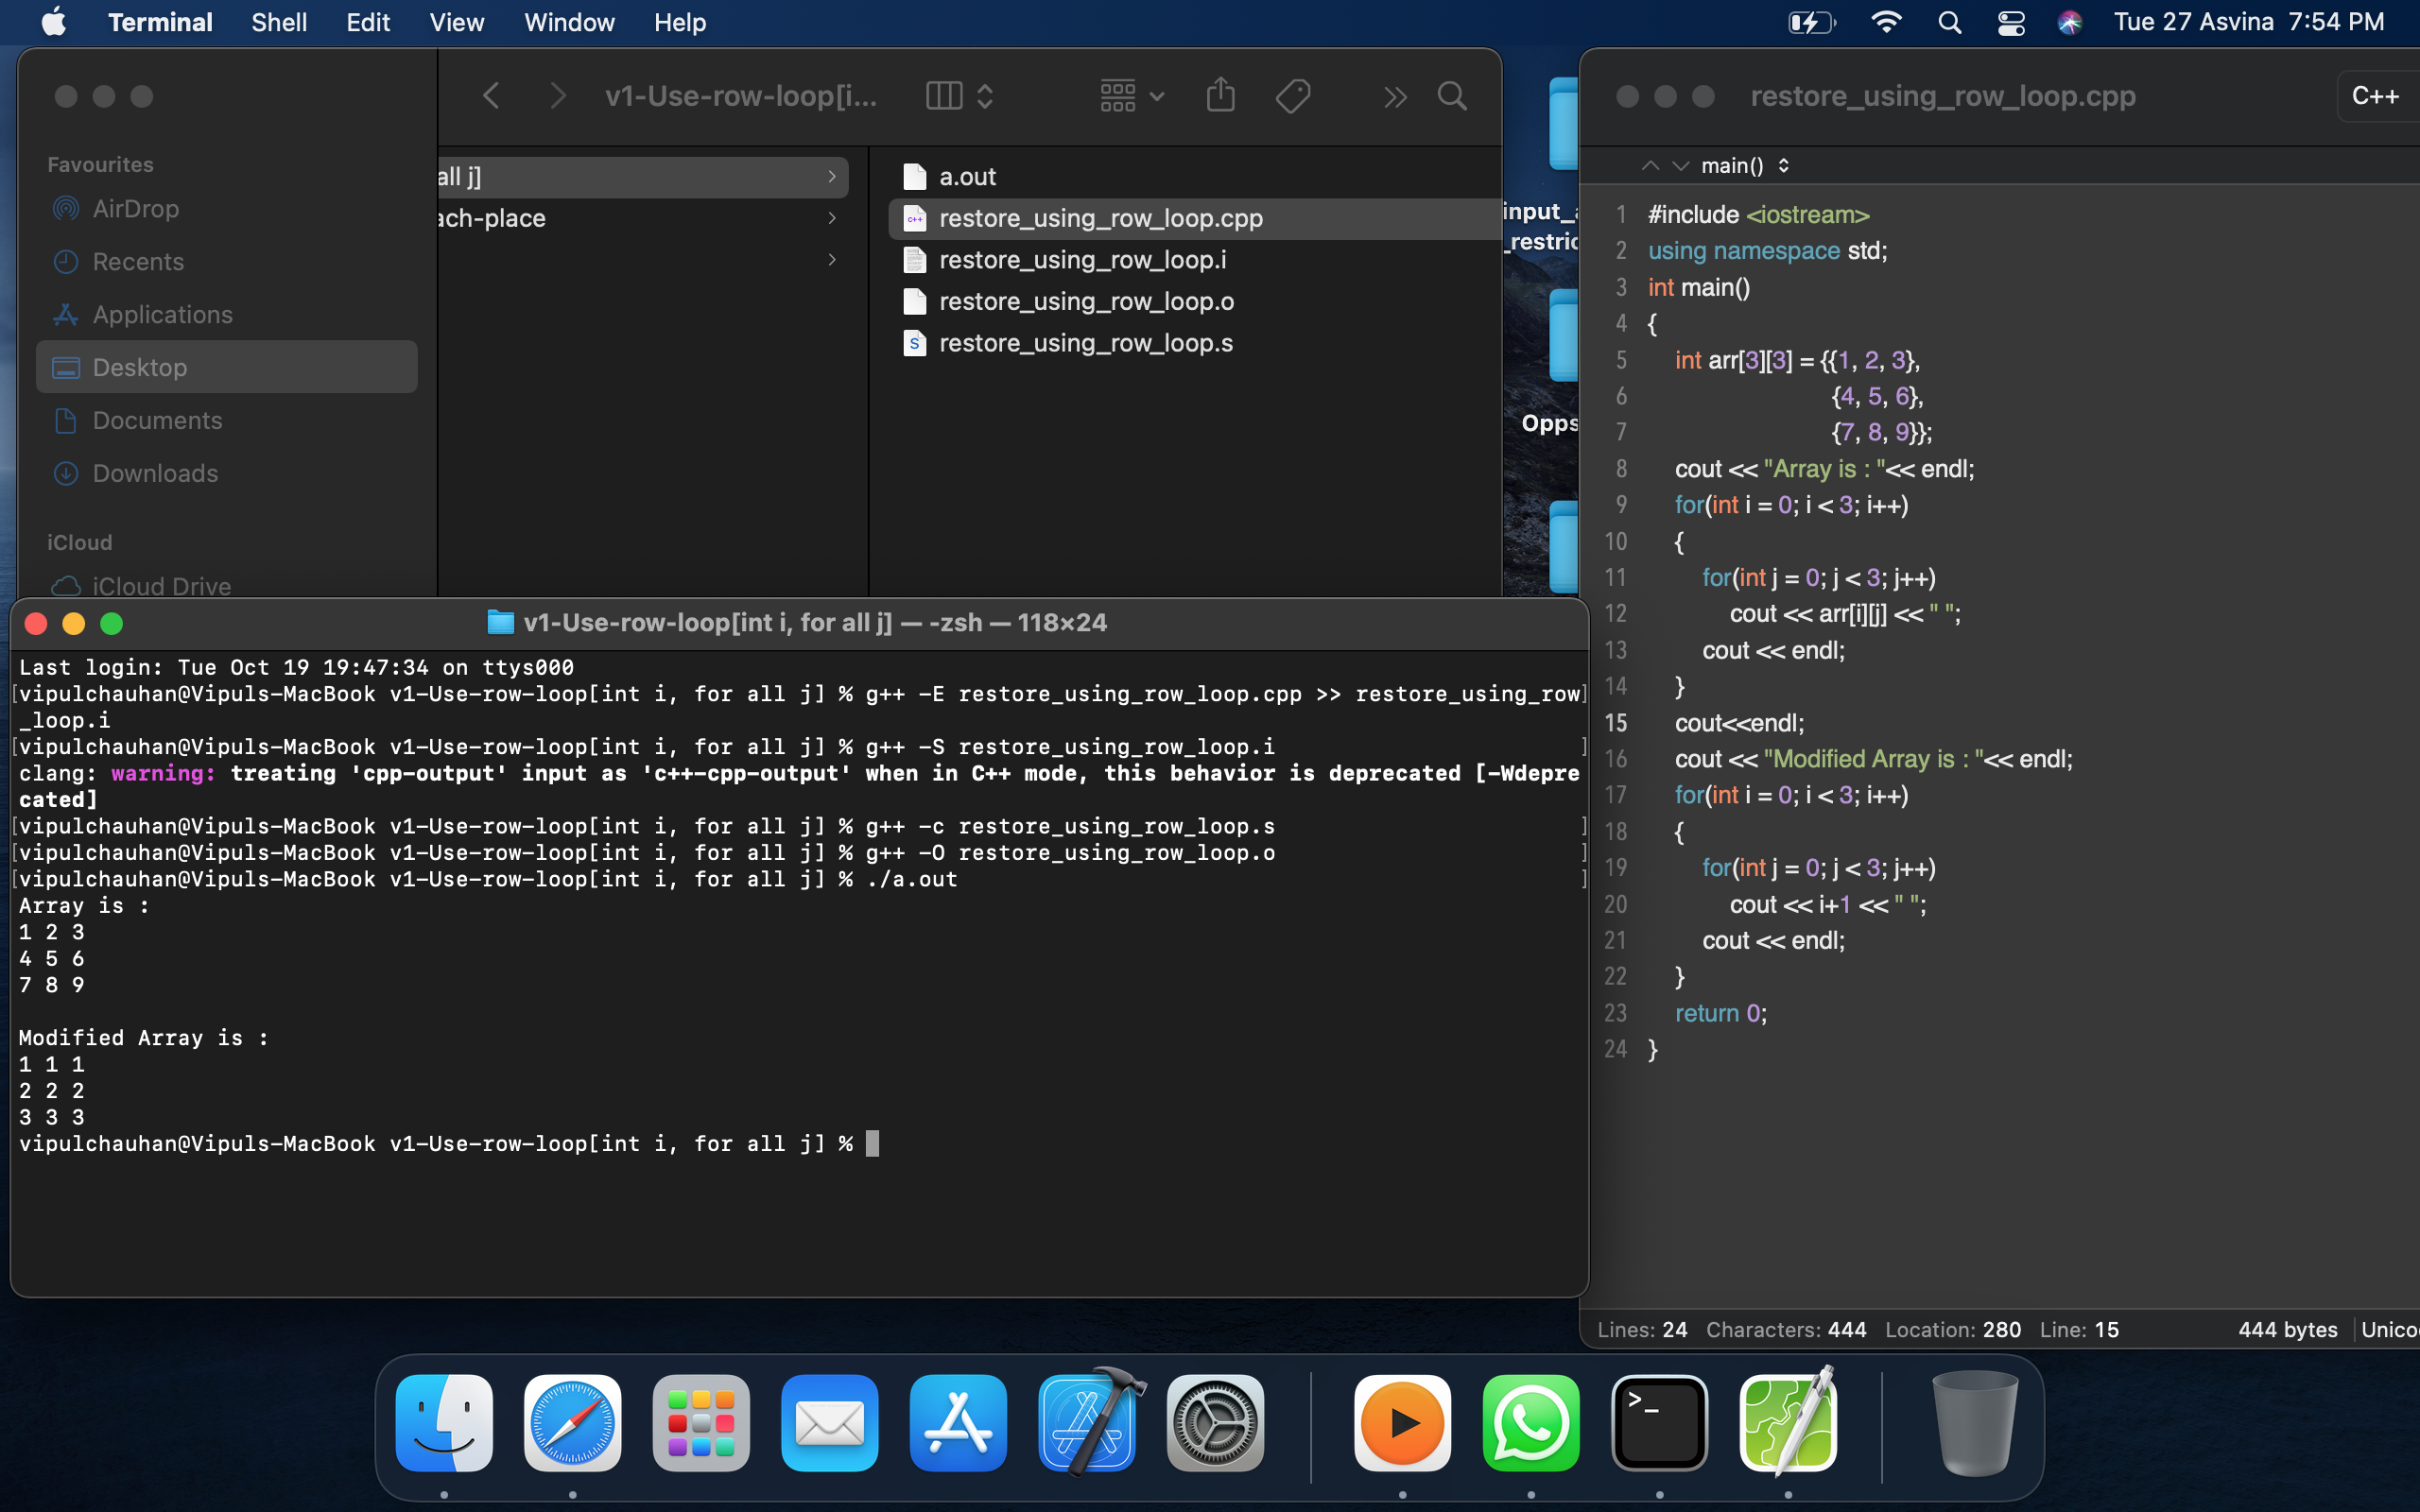 Terminal Shell Edit View Window Help Tue 27 Asvina 7:54 PM
v1-Use-row-loop[i...
Favourites
AirDrop
Recents
Applications
Desktop
Documents
Downloads
iCloud
iCloud Drive
all j]
ach-place
a.out
restore_using_row_loop.cpp
restore_using_row_loop.i
restore_using_row_loop.o
restore_using_row_loop.s
input_
_restric
Opps
v1-Use-row-loop[int i, for all j] — -zsh — 118×24
Last login: Tue Oct 19 19:47:34 on ttys000
[vipulchauhan@Vipuls-MacBook v1-Use-row-loop[int i, for all j] % g++ -E restore_using_row_loop.cpp >> restore_using_row]
_loop.i
[vipulchauhan@Vipuls-MacBook v1-Use-row-loop[int i, for all j] % g++ -S restore_using_row_loop.i ]
clang: warning: treating 'cpp-output' input as 'c++-cpp-output' when in C++ mode, this behavior is deprecated [-Wdepre
cated]
[vipulchauhan@Vipuls-MacBook v1-Use-row-loop[int i, for all j] % g++ -c restore_using_row_loop.s ]
[vipulchauhan@Vipuls-MacBook v1-Use-row-loop[int i, for all j] % g++ -O restore_using_row_loop.o ]
[vipulchauhan@Vipuls-MacBook v1-Use-row-loop[int i, for all j] % ./a.out ]
Array is :
1 2 3
4 5 6
7 8 9
Modified Array is :
1 1 1
2 2 2
3 3 3
vipulchauhan@Vipuls-MacBook v1-Use-row-loop[int i, for all j] %
restore_using_row_loop.cpp C++
main()
1 #include <iostream>
2 using namespace std;
3 int main()
4 {
5 int arr[3][3] = {{1, 2, 3},
6 {4, 5, 6},
7 {7, 8, 9}};
8 cout << "Array is : "<< endl;
9 for(int i = 0; i < 3; i++)
10 {
11 for(int j = 0; j < 3; j++)
12 cout << arr[i][j] << " ";
13 cout << endl;
14 }
15 cout<<endl;
16 cout << "Modified Array is : "<< endl;
17 for(int i = 0; i < 3; i++)
18 {
19 for(int j = 0; j < 3; j++)
20 cout << i+1 << " ";
21 cout << endl;
22 }
23 return 0;
24 }
Lines: 24 Characters: 444 Location: 280 Line: 15 444 bytes Unico